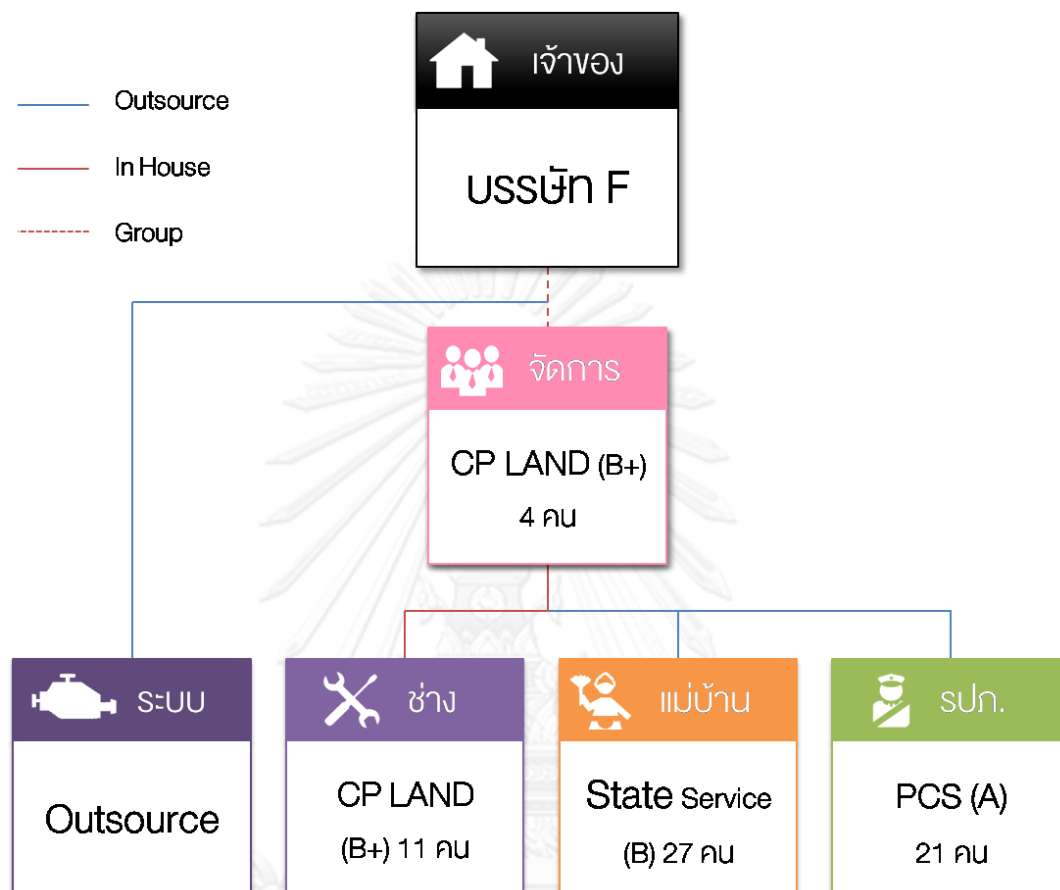 เจ้าของ
บรรษัท F
Outsource
In House
Group
จัดการ
CP LAND (B+)
4 คน
ระบบ
Outsource
ช่าง
CP LAND
(B+) 11 คน
แม่บ้าน
State Service
(B) 27 คน
รปภ.
PCS (A)
21 คน